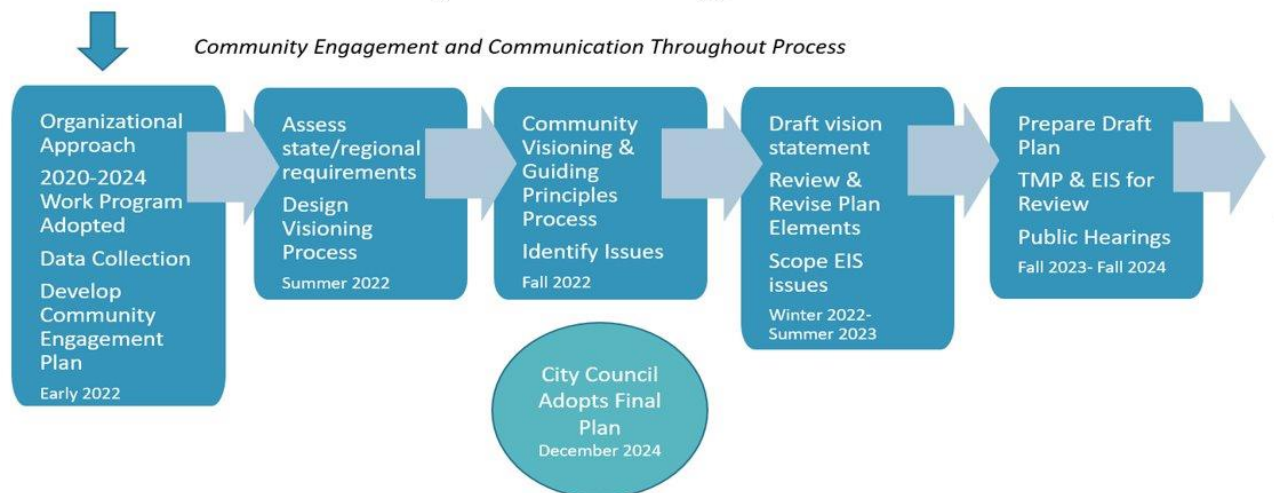 Community Engagement and Communication Throughout Process
Organizational
Approach
2020-2024
Work Program
Adopted
Data Collection
Develop
Community
Engagement
Plan
Early 2022
Assess
state/regional
requirements
Design
Visioning
Process
Summer 2022
Community
Visioning &
Guiding
Principles
Process
Identify Issues
Fall 2022
Draft vision
statement
Review &
Revise Plan
Elements
Scope EIS
issues
Winter 2022-
Summer 2023
Prepare Draft
Plan
TMP & EIS for
Review
Public Hearings
Fall 2023- Fall 2024
City Council
Adopts Final
Plan
December 2024